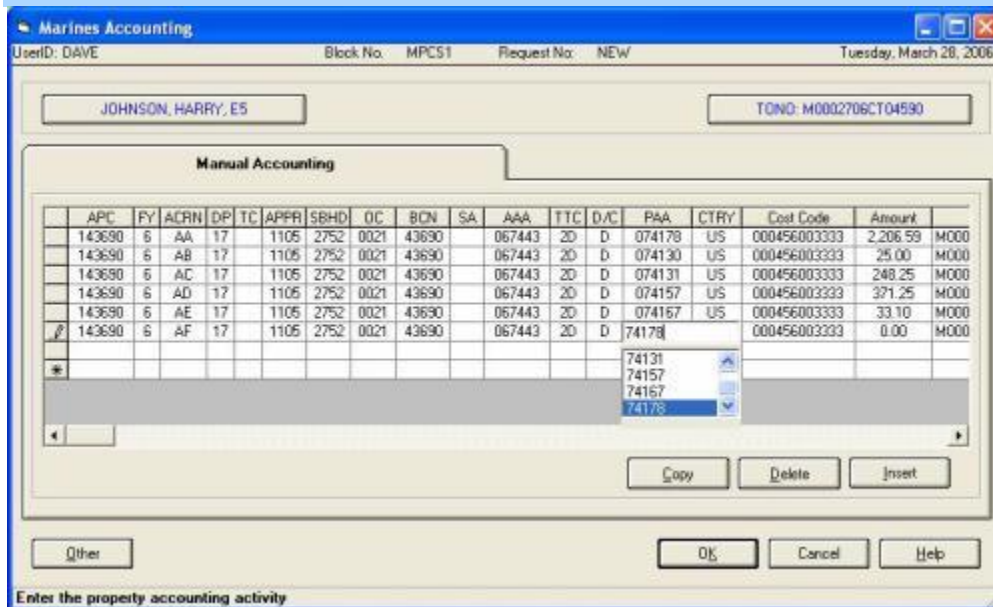 Marines Accounting
UserID: DAVE Block No. MPCS1 Request No: NEW Tuesday, March 28, 2006
JOHNSON, HARRY, E5 TONO: M0002706CT04590
Manual Accounting
APC FY ACRN DP TC APPR SBHD OC BCN SA AAA TTC D/C PAA CTRY Cost Code Amount
143690 6 AA 17 1105 2752 0021 43690 067443 2D D 074178 US 000456003333 2,206.59 M000
143690 6 AB 17 1105 2752 0021 43690 067443 2D D 074130 US 000456003333 25.00 M000
143690 6 AC 17 1105 2752 0021 43690 067443 2D D 074131 US 000456003333 248.25 M000
143690 6 AD 17 1105 2752 0021 43690 067443 2D D 074157 US 000456003333 371.25 M000
143690 6 AE 17 1105 2752 0021 43690 067443 2D D 074167 US 000456003333 33.10 M000
143690 6 AF 17 1105 2752 0021 43690 067443 2D D 74178 000456003333 0.00 M000
74131
74157
74167
74178
Copy Delete Insert
Other OK Cancel Help
Enter the property accounting activity